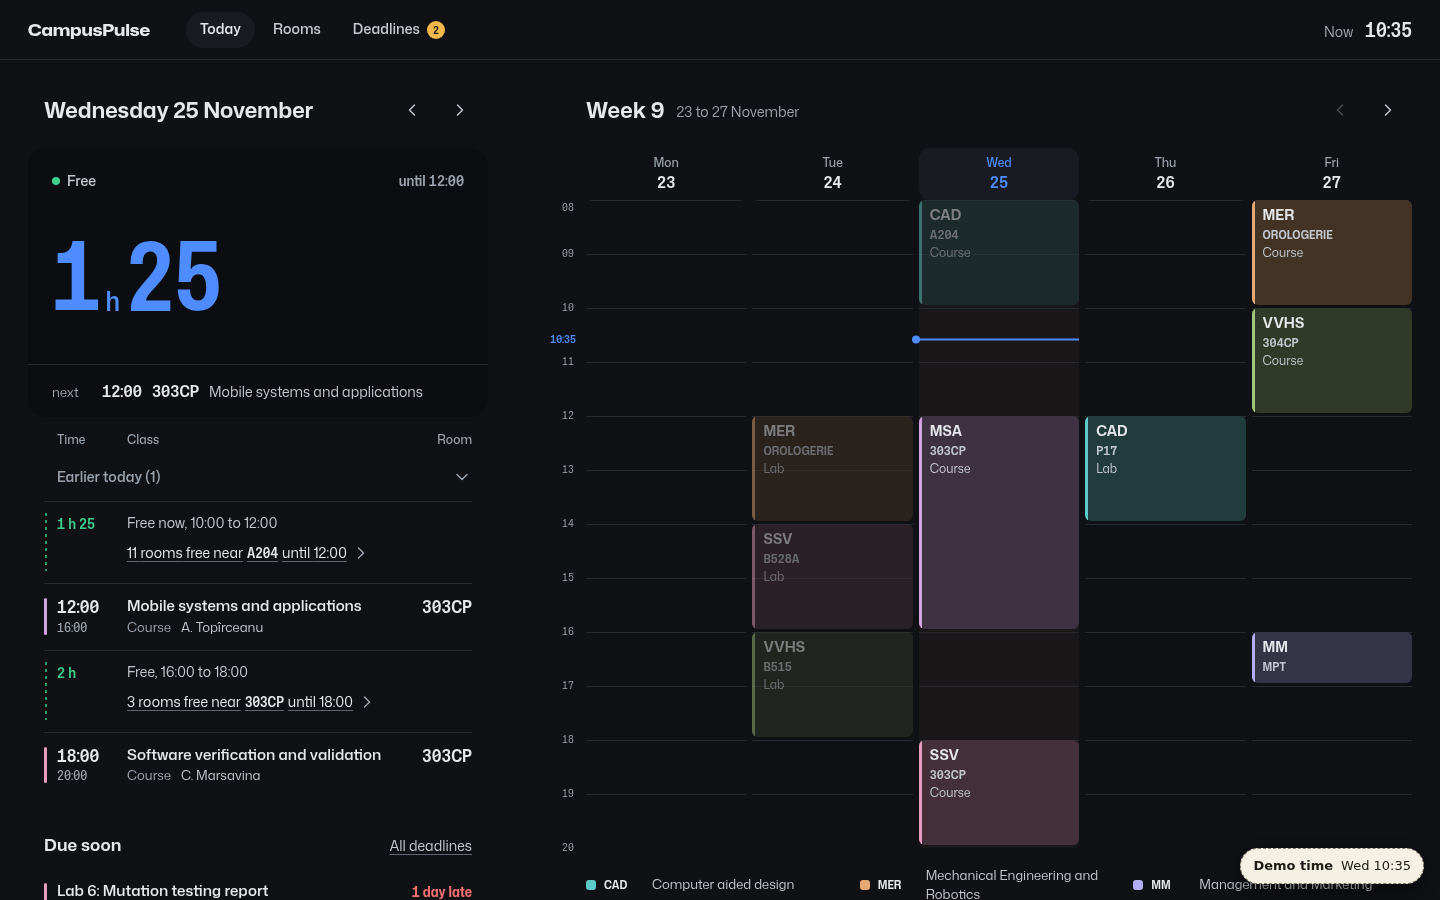 CampusPulse Today Rooms Deadlines 2 Now 10:35
Wednesday 25 November
Free until 12:00
1 h 25
next 12:00 303CP Mobile systems and applications
Time Class Room
Earlier today (1)
1 h 25 Free now, 10:00 to 12:00
11 rooms free near A204 until 12:00
12:00 Mobile systems and applications 303CP
16:00 Course A. Topîrceanu
2 h Free, 16:00 to 18:00
3 rooms free near 303CP until 18:00
18:00 Software verification and validation 303CP
20:00 Course C. Marsavina
Due soon All deadlines
Lab 6: Mutation testing report 1 day late
Week 9 23 to 27 November
Mon Tue Wed Thu Fri
23 24 25 26 27
08
09
10
10:35
11
12
13
14
15
16
17
18
19
20
MER
OROLOGERIE
Lab
SSV
B528A
Lab
VVHS
B515
Lab
CAD
A204
Course
MSA
303CP
Course
SSV
303CP
Course
CAD
P17
Lab
MER
OROLOGERIE
Course
VVHS
304CP
Course
MM
MPT
CAD Computer aided design
MER Mechanical Engineering and
Robotics
MM Management and Marketing
Demo time Wed 10:35